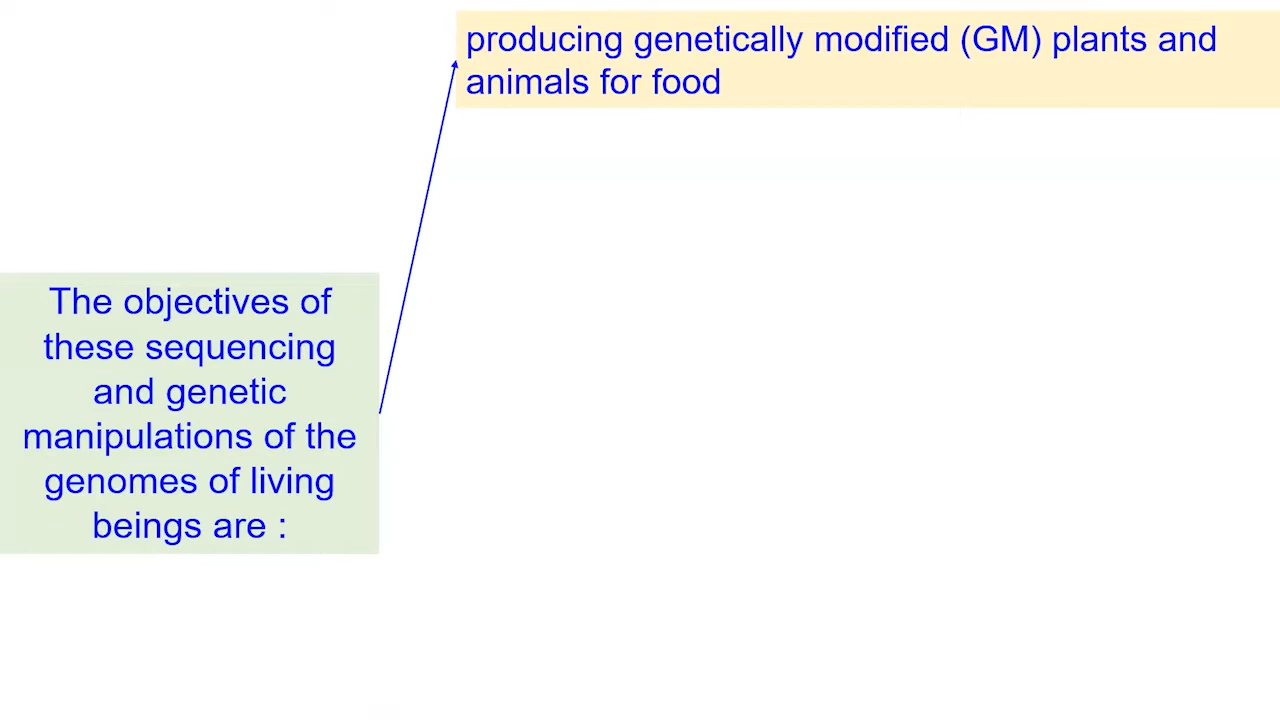 producing genetically modified (GM) plants and
animals for food
The objectives of
these sequencing
and genetic
manipulations of the
genomes of living
beings are :